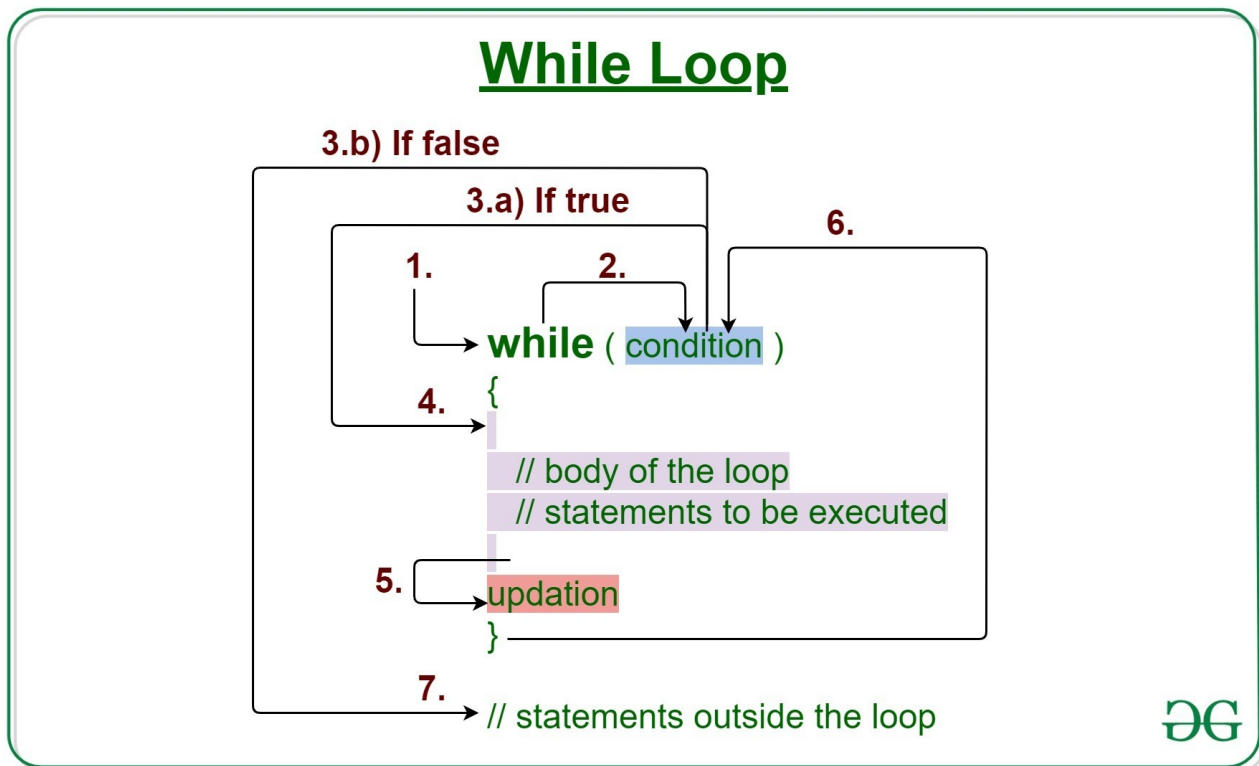 While Loop
3.b) If false
3.a) If true
6.
1.
2.
while ( condition )
{
4.
// body of the loop
// statements to be executed
5.
updation
}
7.
// statements outside the loop